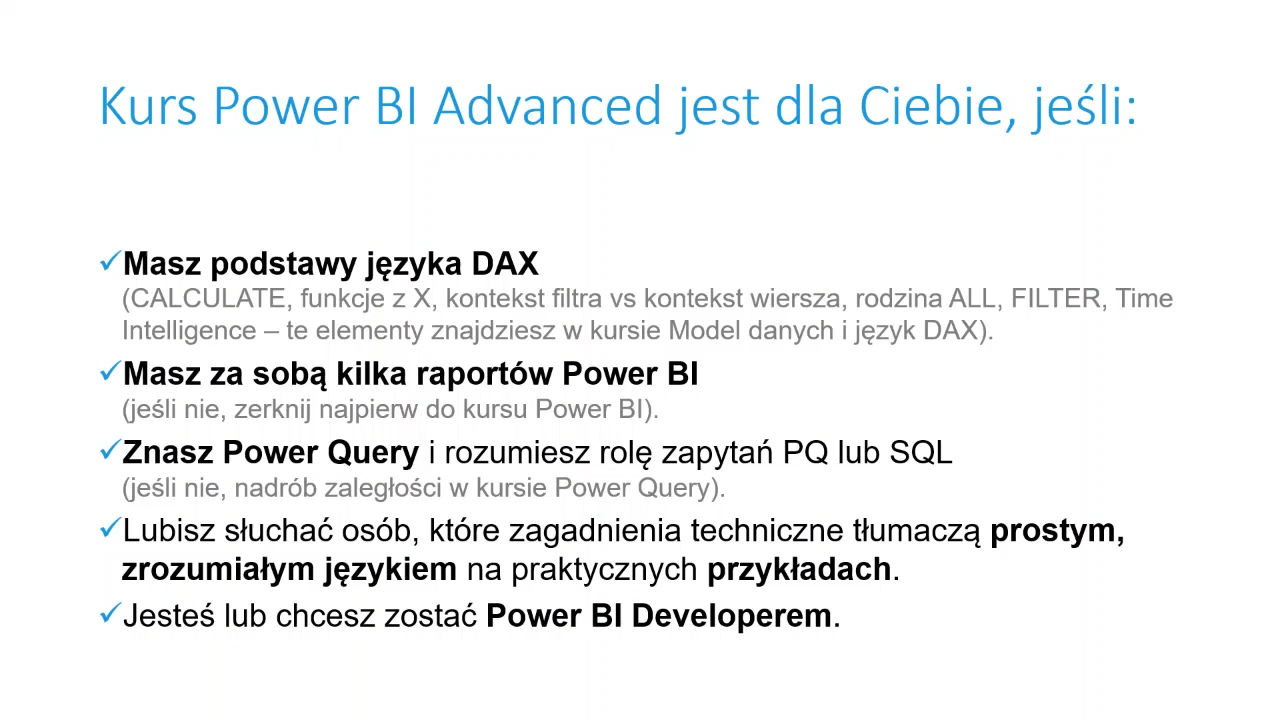 Kurs Power BI Advanced jest dla Ciebie, jeśli:
✓Masz podstawy języka DAX
(CALCULATE, funkcje z X, kontekst filtra vs kontekst wiersza, rodzina ALL, FILTER, Time
Intelligence – te elementy znajdziesz w kursie Model danych i język DAX).
✓Masz za sobą kilka raportów Power BI
(jeśli nie, zerknij najpierw do kursu Power BI).
✓Znasz Power Query i rozumiesz rolę zapytań PQ lub SQL
(jeśli nie, nadrób zaległości w kursie Power Query).
✓Lubisz słuchać osób, które zagadnienia techniczne tłumaczą prostym,
zrozumiałym językiem na praktycznych przykładach.
✓Jesteś lub chcesz zostać Power BI Developerem.